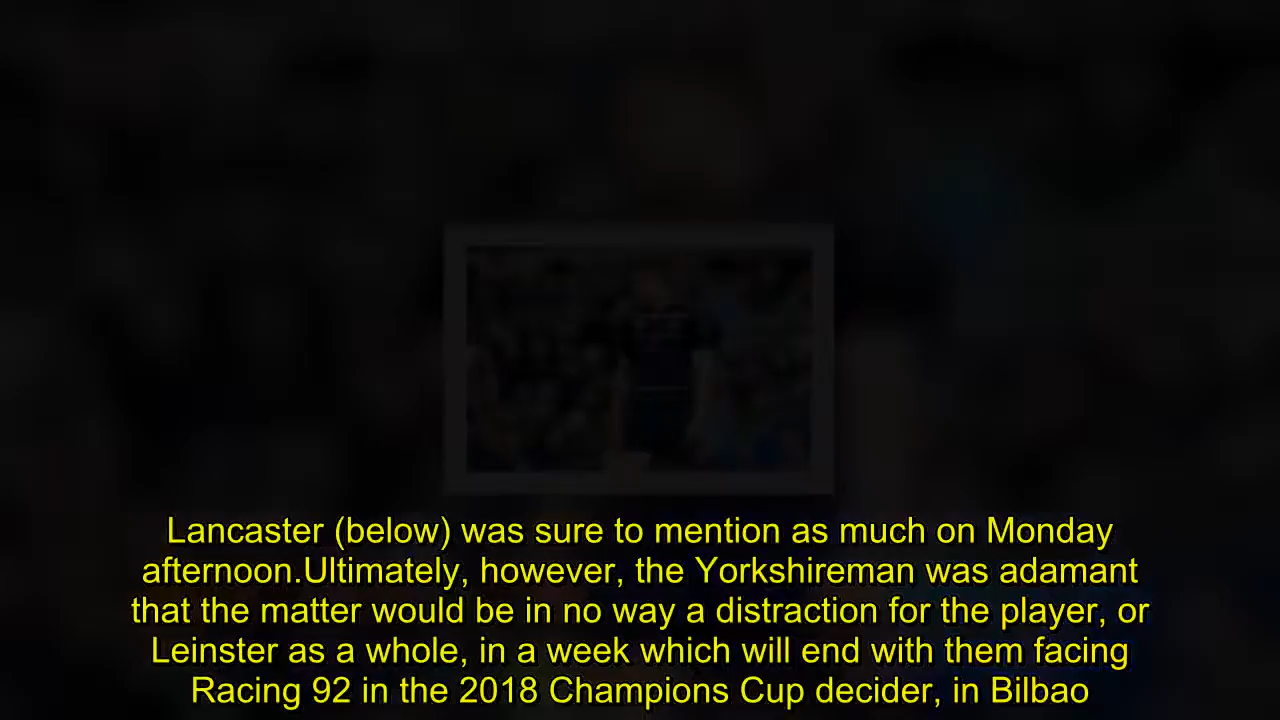 Lancaster (below) was sure to mention as much on Monday
afternoon.Ultimately, however, the Yorkshireman was adamant
that the matter would be in no way a distraction for the player, or
Leinster as a whole, in a week which will end with them facing
Racing 92 in the 2018 Champions Cup decider, in Bilbao